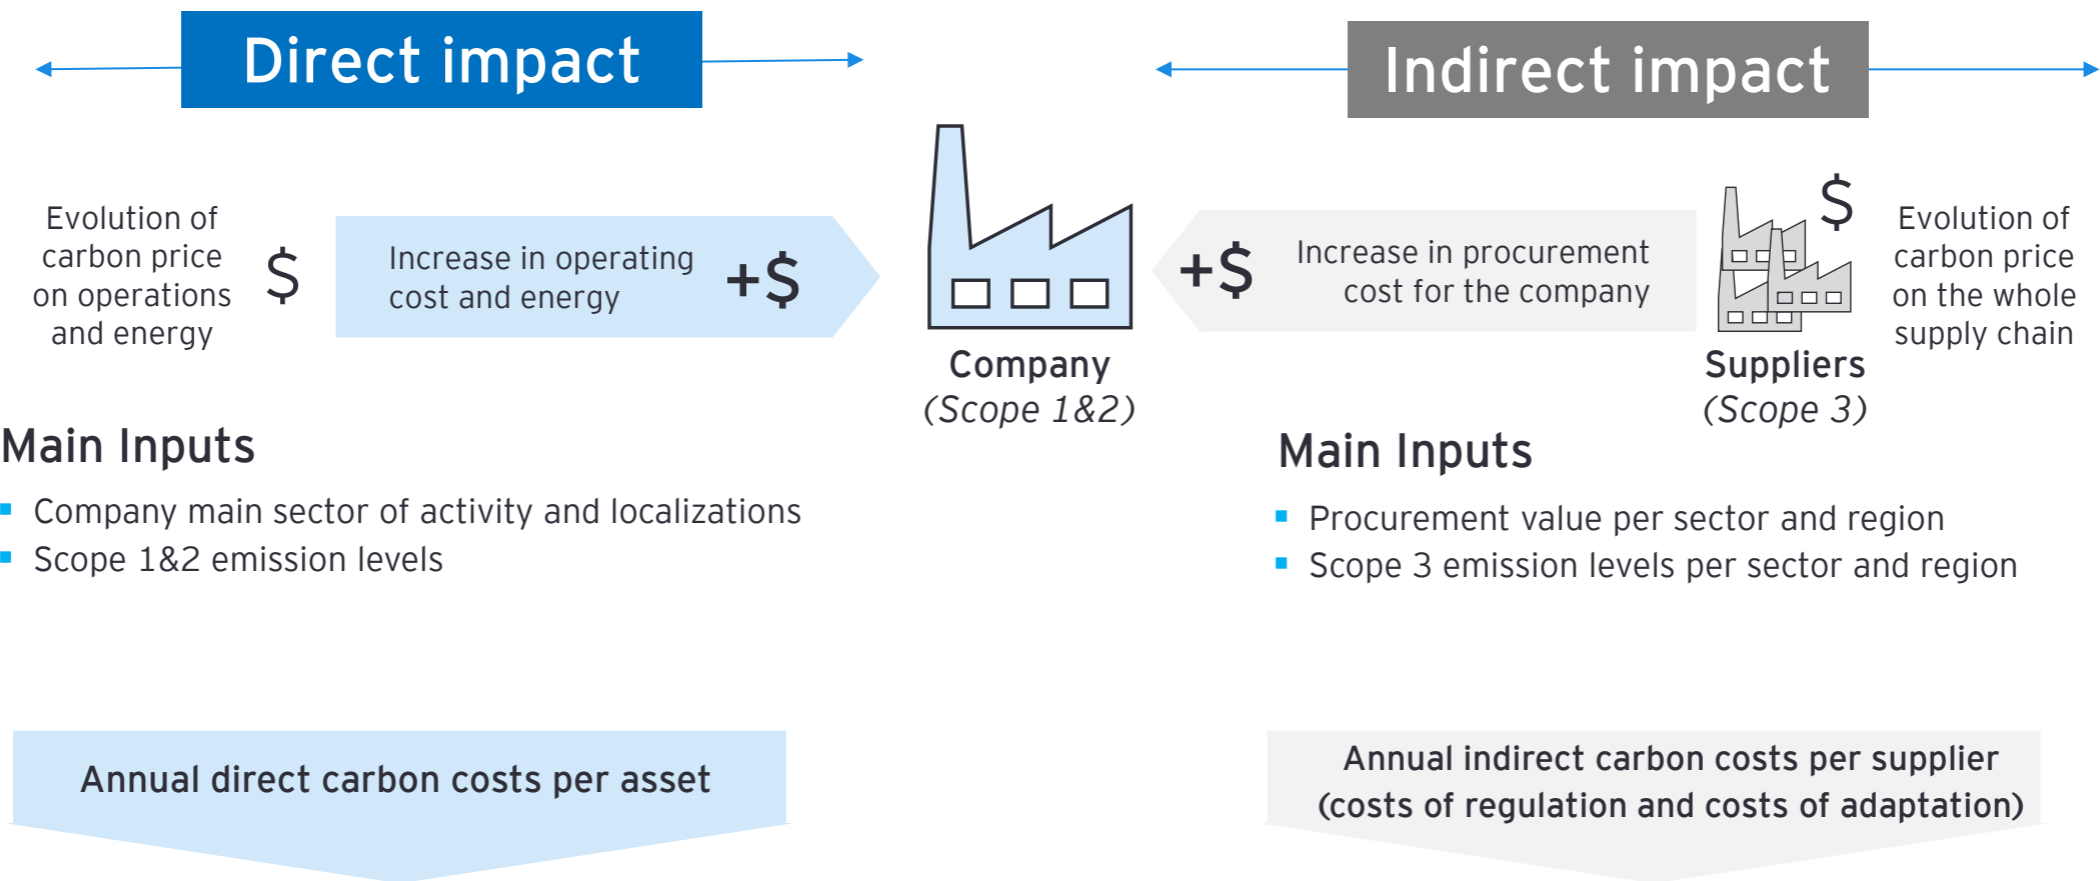 Direct impact
Indirect impact
Evolution of
carbon price
on operations
and energy
$
Increase in operating
cost and energy
+$
Company
(Scope 1&2)
+$
Increase in procurement
cost for the company
$
Suppliers
(Scope 3)
Evolution of
carbon price
on the whole
supply chain
Main Inputs
▪ Company main sector of activity and localizations
▪ Scope 1&2 emission levels
Main Inputs
▪ Procurement value per sector and region
▪ Scope 3 emission levels per sector and region
Annual direct carbon costs per asset
Annual indirect carbon costs per supplier
(costs of regulation and costs of adaptation)